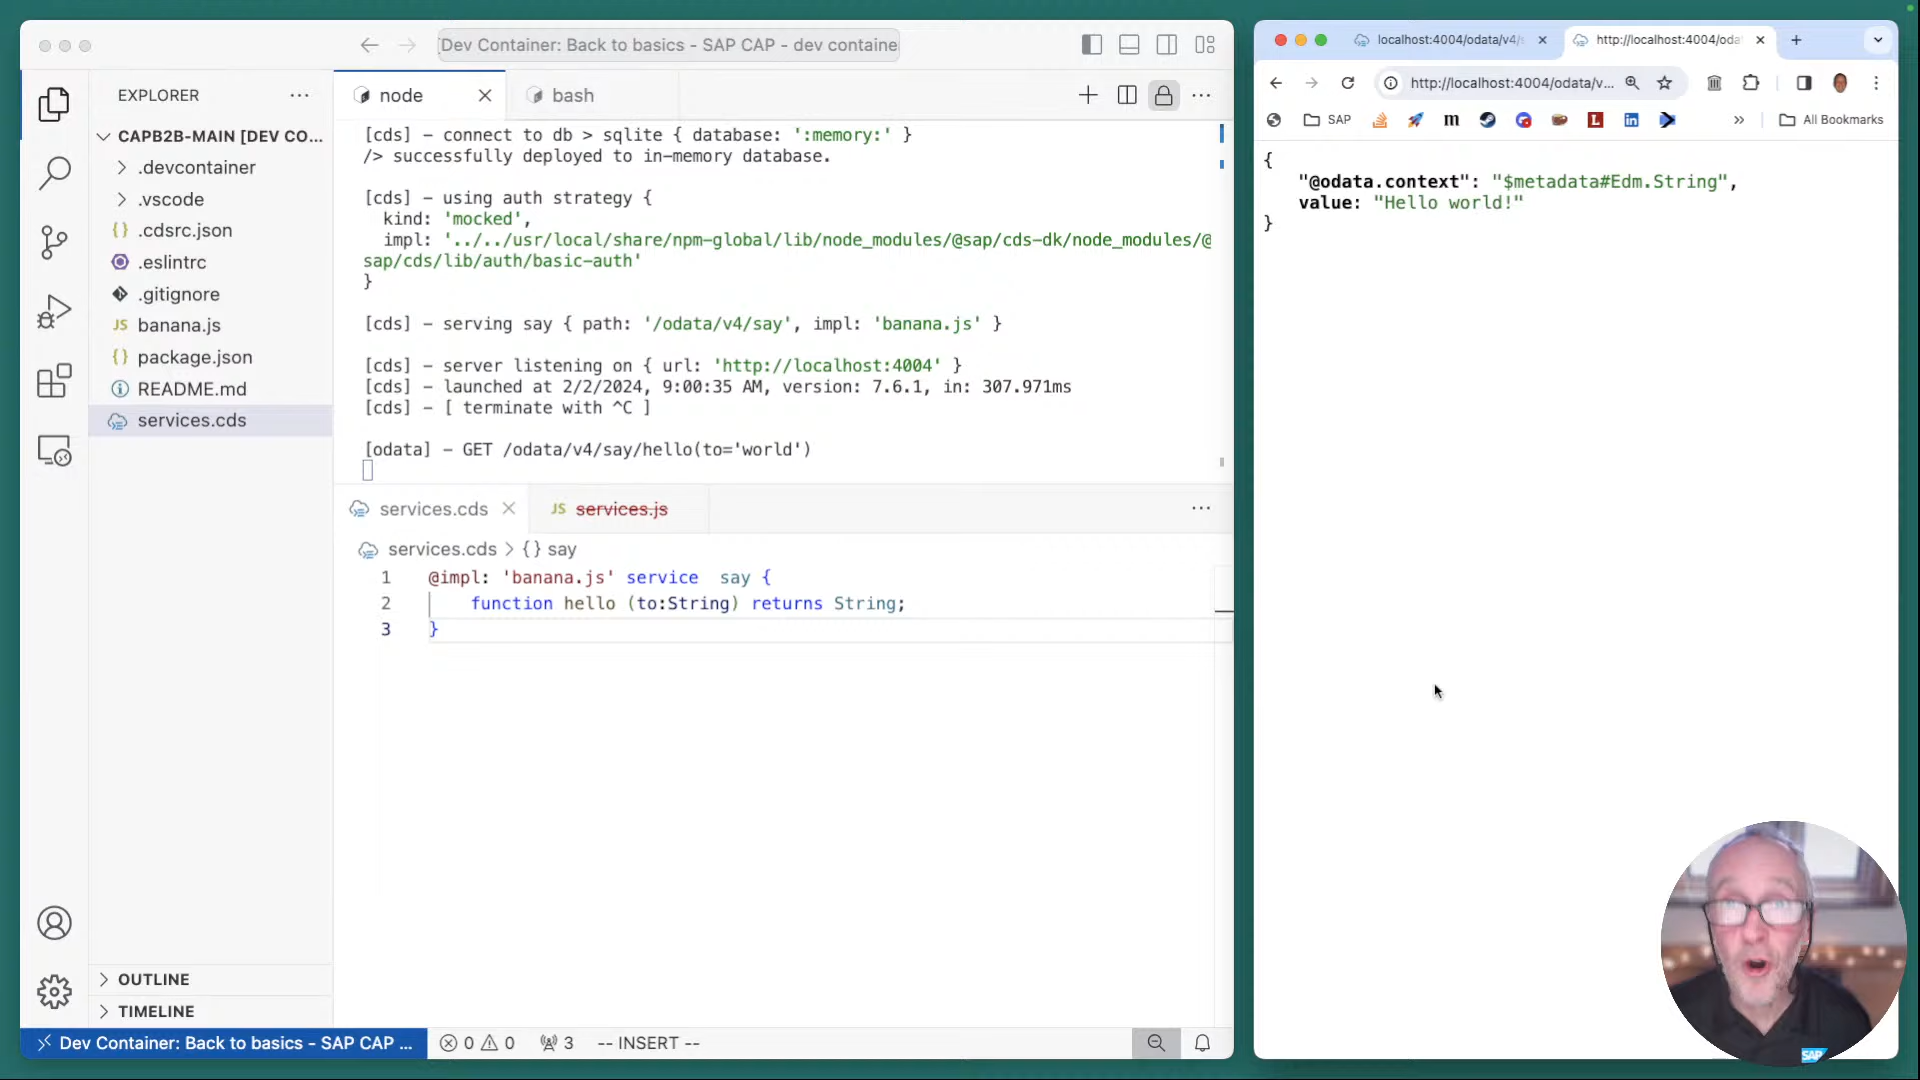 Dev Container: Back to basics - SAP CAP - dev containe
EXPLORER
CAPB2B-MAIN [DEV CO...
.devcontainer
.vscode
{} .cdsrc.json
.eslintrc
.gitignore
JS banana.js
{} package.json
README.md
services.cds
OUTLINE
TIMELINE
node
bash
[cds] – connect to db > sqlite { database: ':memory:' }
/> successfully deployed to in-memory database.
[cds] – using auth strategy {
kind: 'mocked',
impl: '../../usr/local/share/npm-global/lib/node_modules/@sap/cds-dk/node_modules/@
sap/cds/lib/auth/basic-auth'
}
[cds] – serving say { path: '/odata/v4/say', impl: 'banana.js' }
[cds] – server listening on { url: 'http://localhost:4004' }
[cds] – launched at 2/2/2024, 9:00:35 AM, version: 7.6.1, in: 307.971ms
[cds] – [ terminate with ^C ]
[odata] – GET /odata/v4/say/hello(to='world')
services.cds
JS services.js
services.cds > {} say
1 @impl: 'banana.js' service  say {
2 function hello (to:String) returns String;
3 }
Dev Container: Back to basics - SAP CAP ...
0 0 3 -- INSERT --
localhost:4004/odata/v4/
http://localhost:4004/oda
http://localhost:4004/odata/v...
SAP
m
L
in
»
All Bookmarks
{
"@odata.context": "$metadata#Edm.String",
value: "Hello world!"
}
SAP